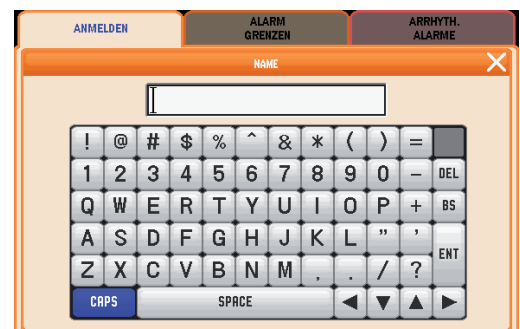 ANMELDEN
ALARM
GRENZEN
ARRHYTH.
ALARME
NAME
! @ # $ % ^ & * ( ) =
1 2 3 4 5 6 7 8 9 0 - DEL
Q W E R T Y U I O P + BS
A S D F G H J K L " ' ENT
Z X C V B N M , . / ?
CAPS SPACE ◀ ▼ ▲ ▶